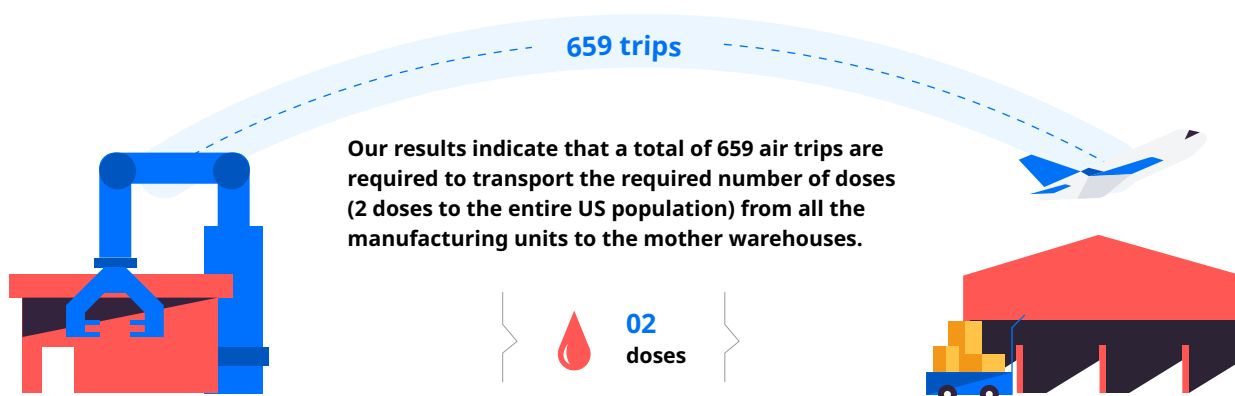 659 trips
Our results indicate that a total of 659 air trips are
required to transport the required number of doses
(2 doses to the entire US population) from all the
manufacturing units to the mother warehouses.
02
doses